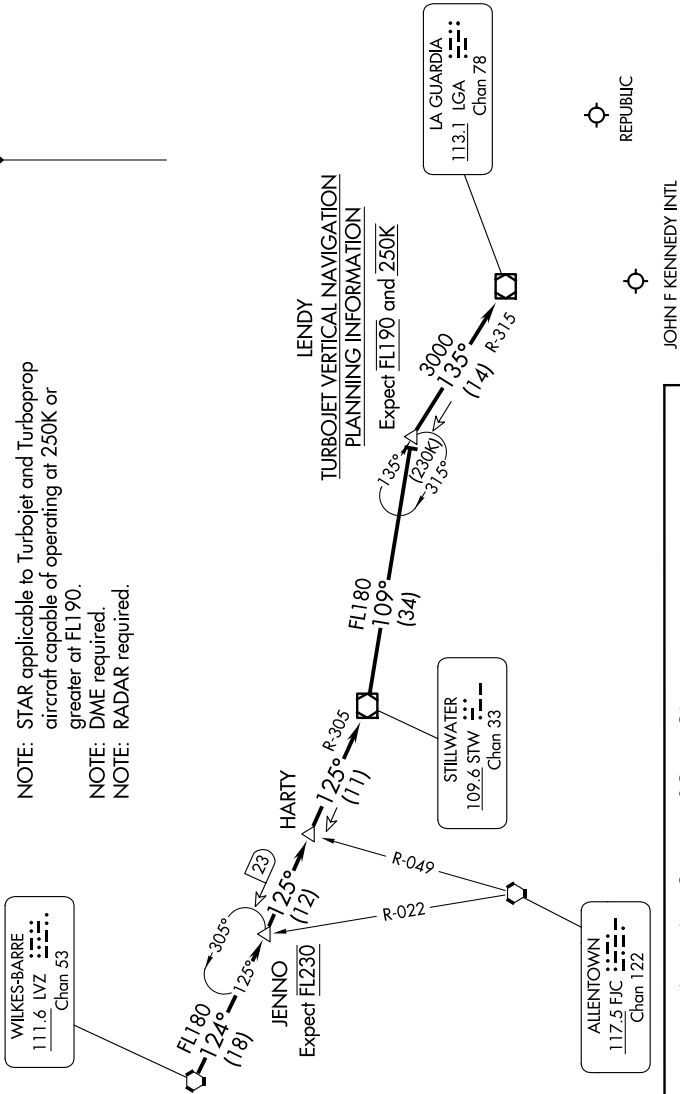 NOTE: STAR applicable to Turbojet and Turboprop
aircraft capable of operating at 250K or
greater at FL190.
NOTE: DME required.
NOTE: RADAR required.
WILKES-BARRE
111.6 LVZ
Chan 53
FL180
124°
(18)
305°
125°
23
JENNO
Expect FL230
125°
(12)
HARTY
R-305
125°
(11)
R-049
R-022
ALLENTOWN
117.5 FJC
Chan 122
STILLWATER
109.6 STW
Chan 33
FL180
109°
(34)
LENDY
TURBOJET VERTICAL NAVIGATION
PLANNING INFORMATION
Expect FL190 and 250K
135°
(230K)
315°
3000
135°
(14)
R-315
LA GUARDIA
113.1 LGA
Chan 78
REPUBLIC
JOHN F KENNEDY INTL